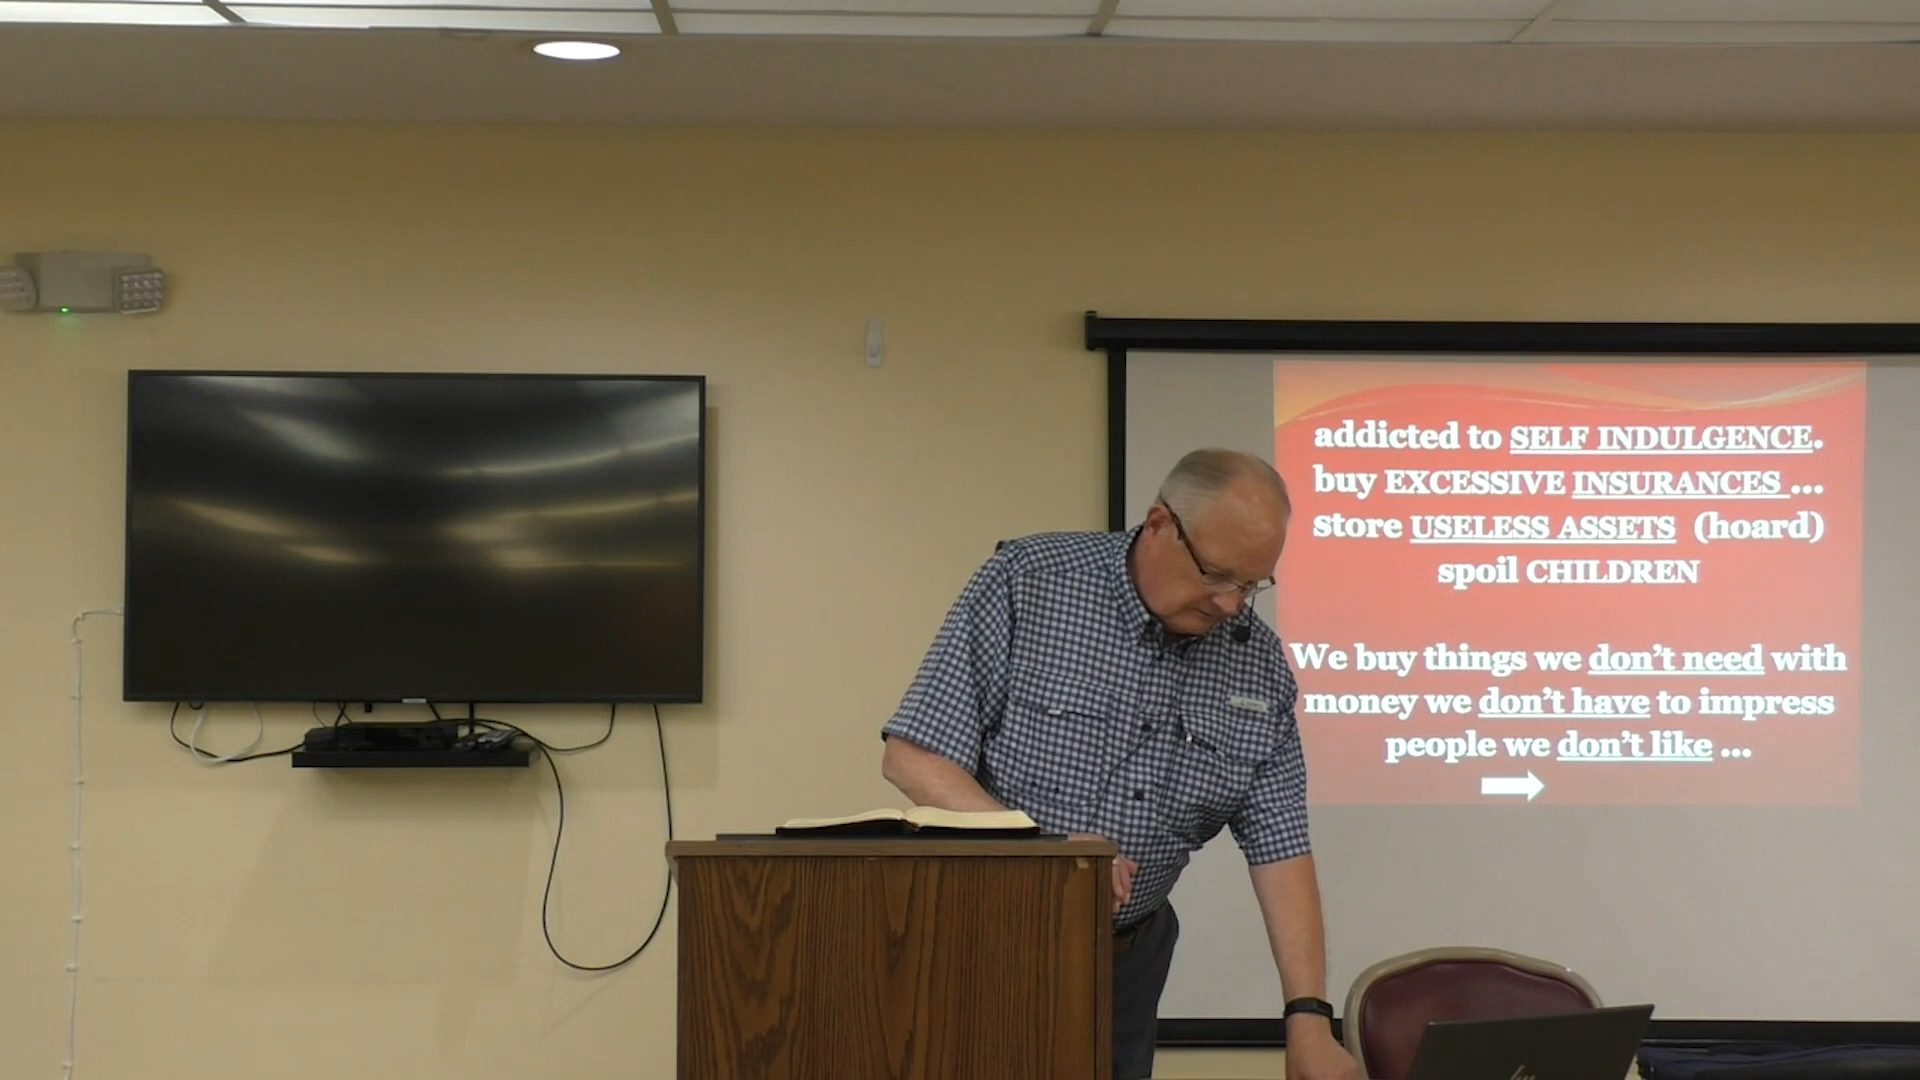 addicted to SELF INDULGENCE.
buy EXCESSIVE INSURANCES ...
store USELESS ASSETS (hoard)
spoil CHILDREN
We buy things we don't need with
money we don't have to impress
people we don't like ...
hp